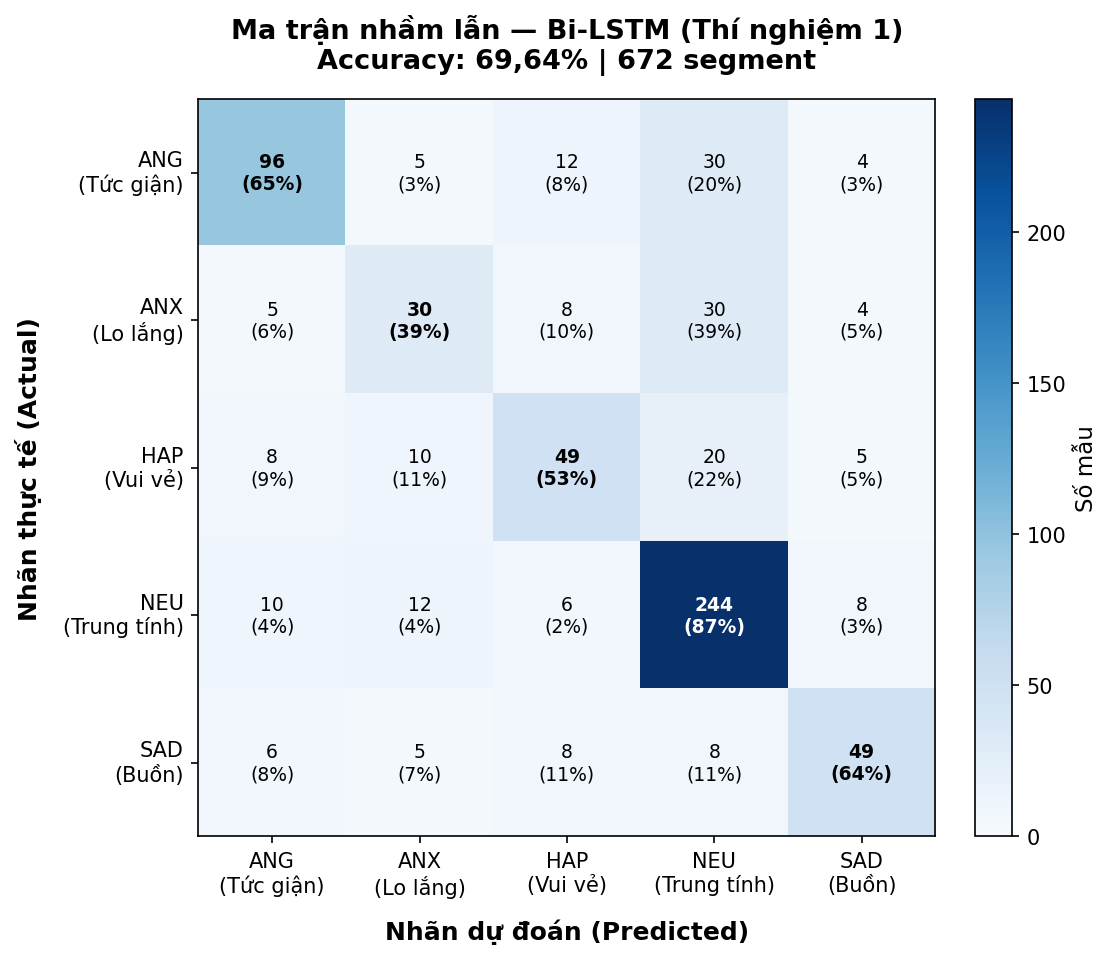 Ma trận nhầm lẫn — Bi-LSTM (Thí nghiệm 1)
Accuracy: 69,64% | 672 segment
Nhãn thực tế (Actual)
ANG
(Tức giận)
96 5 12 30 4
(65%) (3%) (8%) (20%) (3%)
ANX
(Lo lắng)
5 30 8 30 4
(6%) (39%) (10%) (39%) (5%)
HAP
(Vui vẻ)
8 10 49 20 5
(9%) (11%) (53%) (22%) (5%)
NEU
(Trung tính)
10 12 6 244 8
(4%) (4%) (2%) (87%) (3%)
SAD
(Buồn)
6 5 8 8 49
(8%) (7%) (11%) (11%) (64%)
ANG ANX HAP NEU SAD
(Tức giận) (Lo lắng) (Vui vẻ) (Trung tính) (Buồn)
Nhãn dự đoán (Predicted)
200
150
100
50
0
Số mẫu